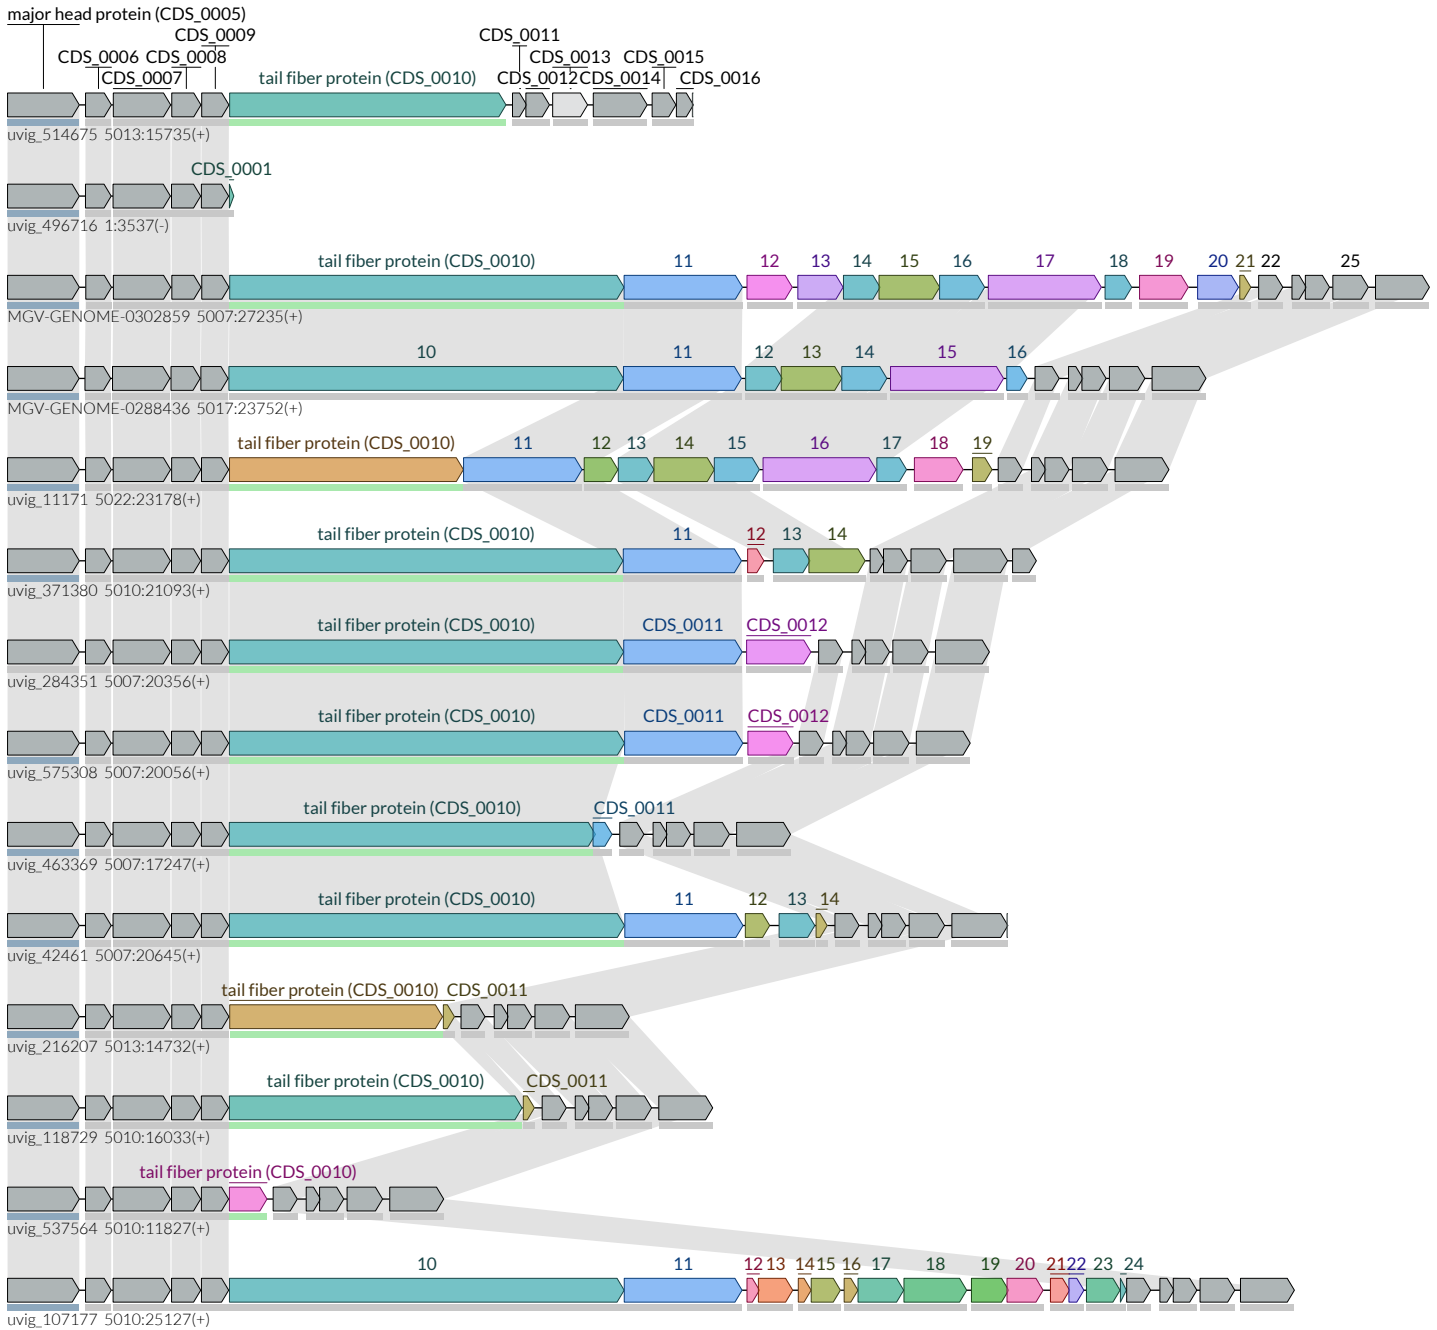 major head protein (CDS_0005)
CDS_0009 CDS_0011
CDS_0006 CDS_0008 CDS_0013 CDS_0015
CDS_0007 tail fiber protein (CDS_0010) CDS_0012 CDS_0014 CDS_0016
uvig_514675 5013:15735(+)
CDS_0001
uvig_496716 1:3537(-)
tail fiber protein (CDS_0010) 11 12 13 14 15 16 17 18 19 20 21 22 25
MGV-GENOME-0302859 5007:27235(+)
10 11 12 13 14 15 16
MGV-GENOME-0288436 5017:23752(+)
tail fiber protein (CDS_0010) 11 12 13 14 15 16 17 18 19
uvig_11171 5022:23178(+)
tail fiber protein (CDS_0010) 11 12 13 14
uvig_371380 5010:21093(+)
tail fiber protein (CDS_0010) CDS_0011 CDS_0012
uvig_284351 5007:20356(+)
tail fiber protein (CDS_0010) CDS_0011 CDS_0012
uvig_575308 5007:20056(+)
tail fiber protein (CDS_0010) CDS_0011
uvig_463369 5007:17247(+)
tail fiber protein (CDS_0010) 11 12 13 14
uvig_42461 5007:20645(+)
tail fiber protein (CDS_0010) CDS_0011
uvig_216207 5013:14732(+)
tail fiber protein (CDS_0010) CDS_0011
uvig_118729 5010:16033(+)
tail fiber protein (CDS_0010)
uvig_537564 5010:11827(+)
10 11 12 13 14 15 16 17 18 19 20 21 22 23 24
uvig_107177 5010:25127(+)